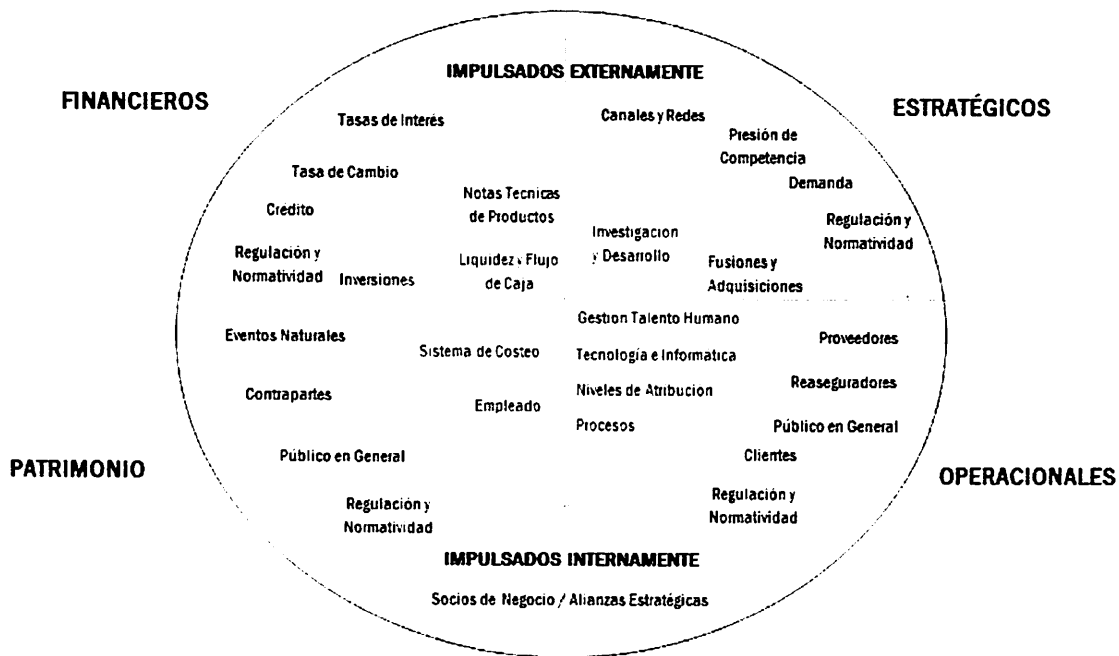 IMPULSADOS EXTERNAMENTE
FINANCIEROS
ESTRATÉGICOS
Tasas de Interés
Canales y Redes
Presión de
Competencia
Tasa de Cambio
Demanda
Crédito
Notas Tecnicas
de Productos
Regulación y
Normatividad
Investigacion
y Desarrollo
Regulación y
Normatividad
Inversiones
Liquidez y Flujo
de Caja
Fusiones y
Adquisiciones
Gestion Talento Humano
Eventos Naturales
Proveedores
Sistema de Costeo
Tecnología e Informatica
Contrapartes
Niveles de Atribucion
Reaseguradores
Empleado
Procesos
Público en General
Público en General
Clientes
PATRIMONIO
OPERACIONALES
Regulación y
Normatividad
Regulación y
Normatividad
IMPULSADOS INTERNAMENTE
Socios de Negocio / Alianzas Estratégicas